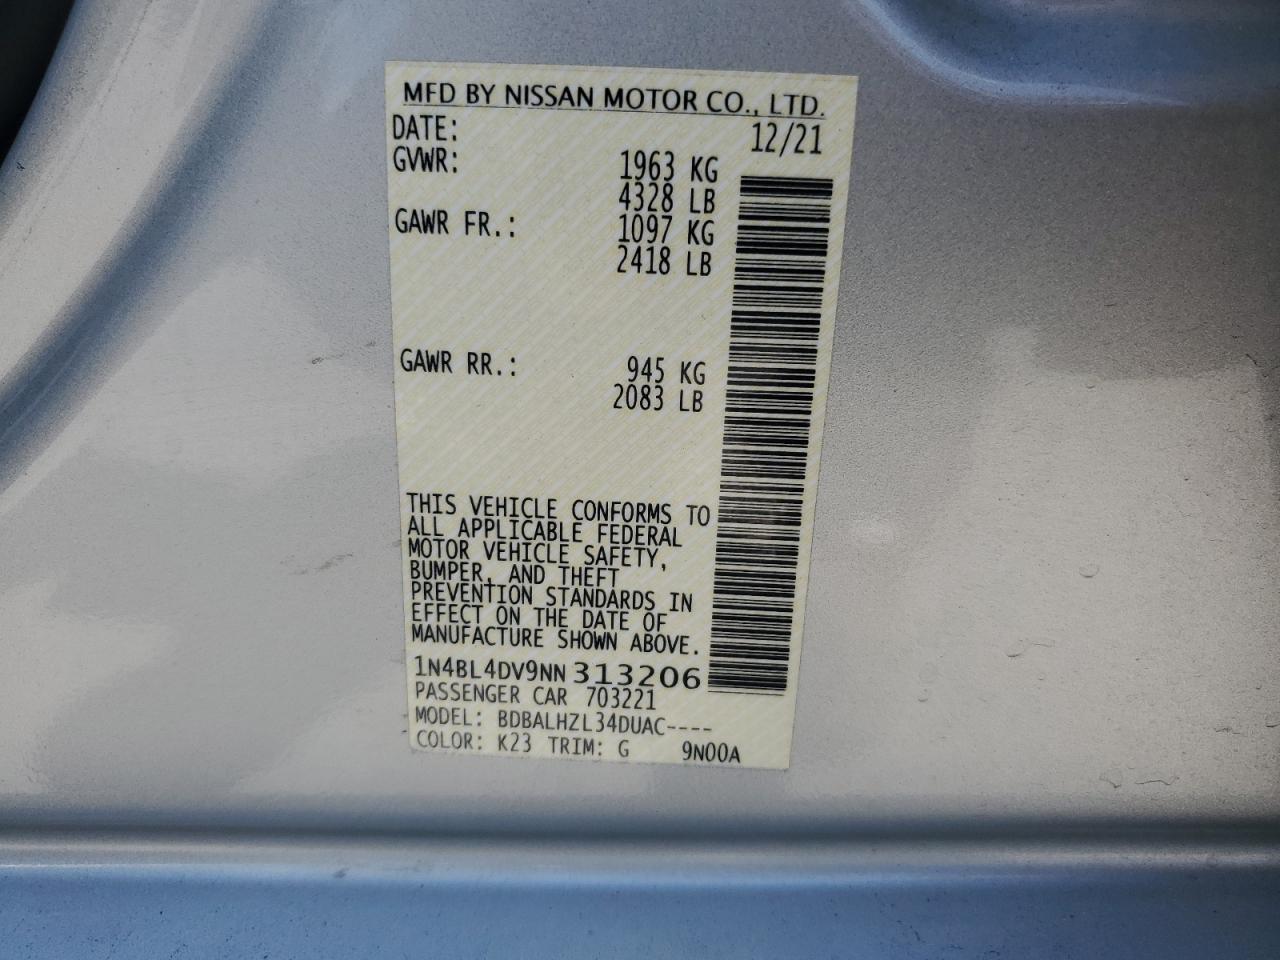 MFD BY NISSAN MOTOR CO., LTD.
DATE: 12/21
GVWR: 1963 KG
4328 LB
GAWR FR.: 1097 KG
2418 LB
GAWR RR.: 945 KG
2083 LB
THIS VEHICLE CONFORMS TO
ALL APPLICABLE FEDERAL
MOTOR VEHICLE SAFETY,
BUMPER, AND THEFT
PREVENTION STANDARDS IN
EFFECT ON THE DATE OF
MANUFACTURE SHOWN ABOVE.
1N4BL4DV9NN313206
PASSENGER CAR 703221
MODEL: BDBALHZL34DUAC----
COLOR: K23 TRIM: G 9N00A